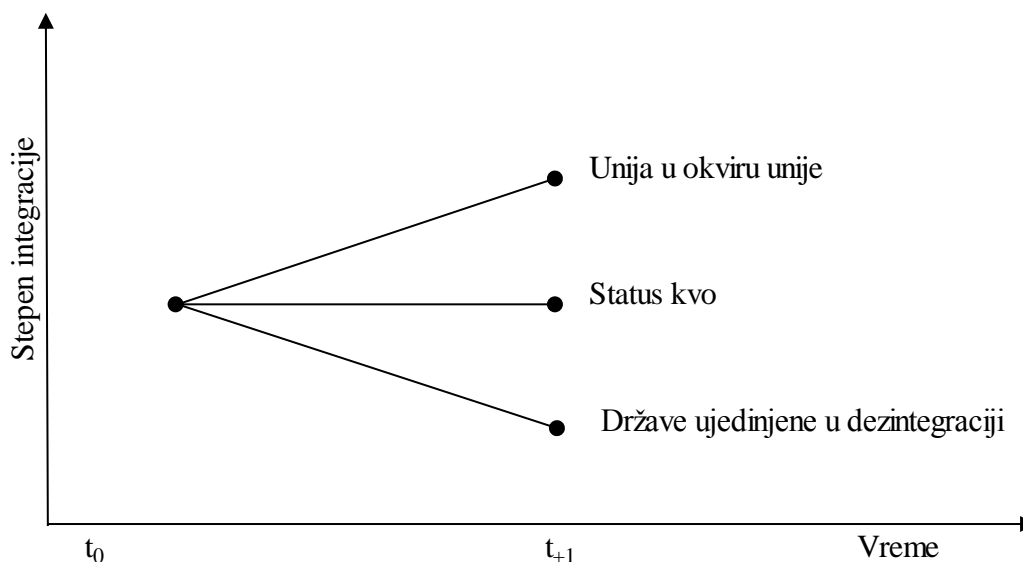 Stepen integracije
Unija u okviru unije
Status kvo
Države ujedinjene u dezintegraciji
t₀
t₊₁
Vreme